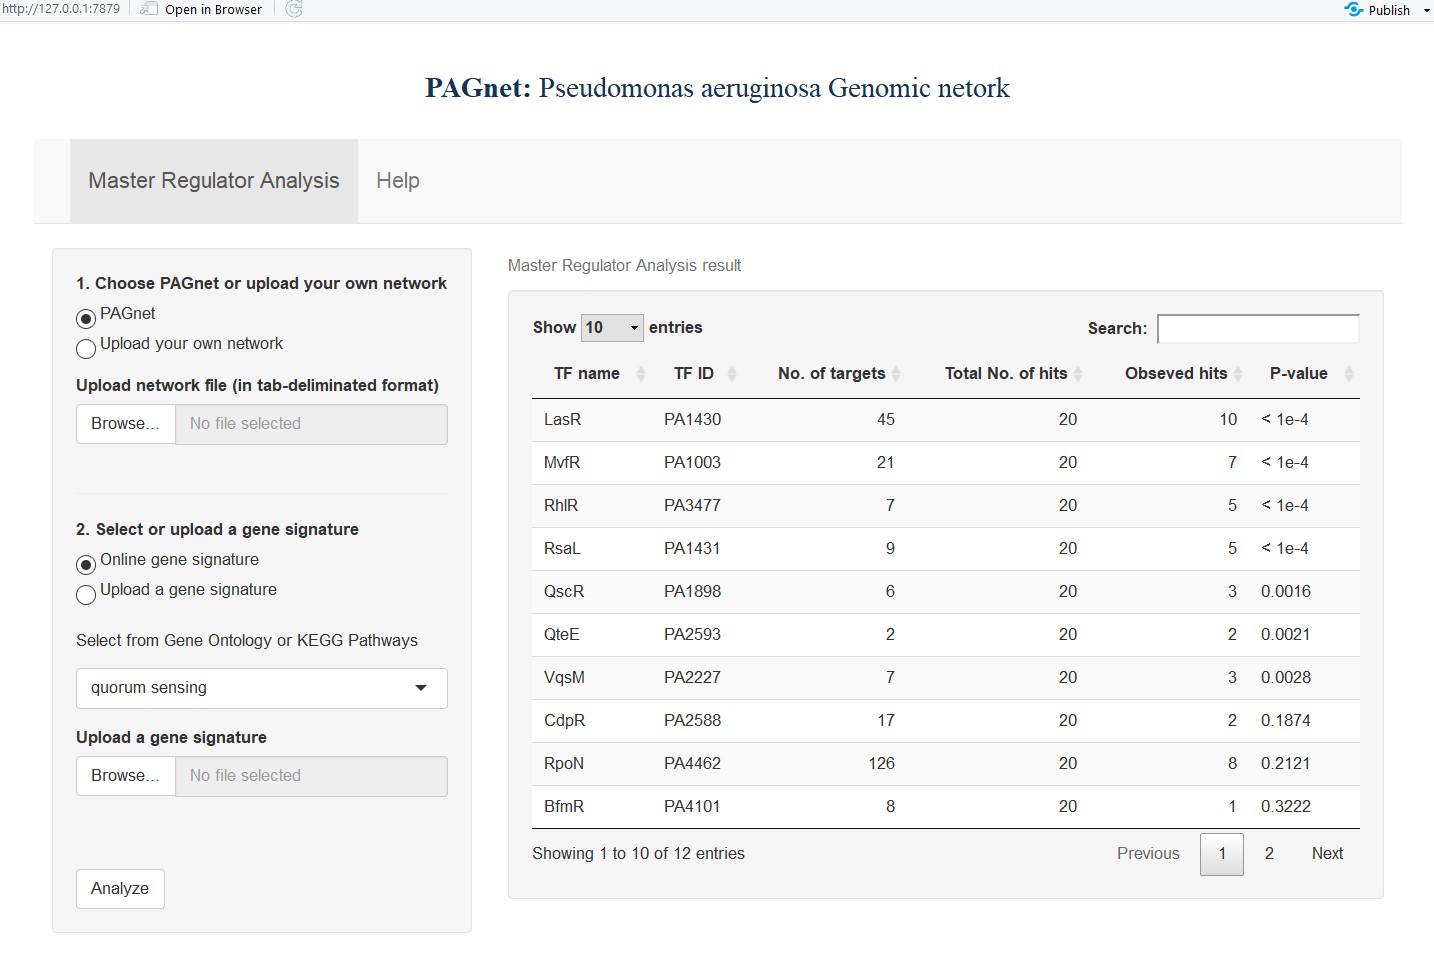 http://127.0.0.1:7879 Open in Browser Publish
PAGnet: Pseudomonas aeruginosa Genomic netork
Master Regulator Analysis Help
1. Choose PAGnet or upload your own network
PAGnet
Upload your own network
Upload network file (in tab-deliminated format)
Browse... No file selected
2. Select or upload a gene signature
Online gene signature
Upload a gene signature
Select from Gene Ontology or KEGG Pathways
quorum sensing
Upload a gene signature
Browse... No file selected
Analyze
Master Regulator Analysis result
Show 10 entries Search:
TF name TF ID No. of targets Total No. of hits Obseved hits P-value
LasR PA1430 45 20 10 < 1e-4
MvfR PA1003 21 20 7 < 1e-4
RhlR PA3477 7 20 5 < 1e-4
RsaL PA1431 9 20 5 < 1e-4
QscR PA1898 6 20 3 0.0016
QteE PA2593 2 20 2 0.0021
VqsM PA2227 7 20 3 0.0028
CdpR PA2588 17 20 2 0.1874
RpoN PA4462 126 20 8 0.2121
BfmR PA4101 8 20 1 0.3222
Showing 1 to 10 of 12 entries Previous 1 2 Next